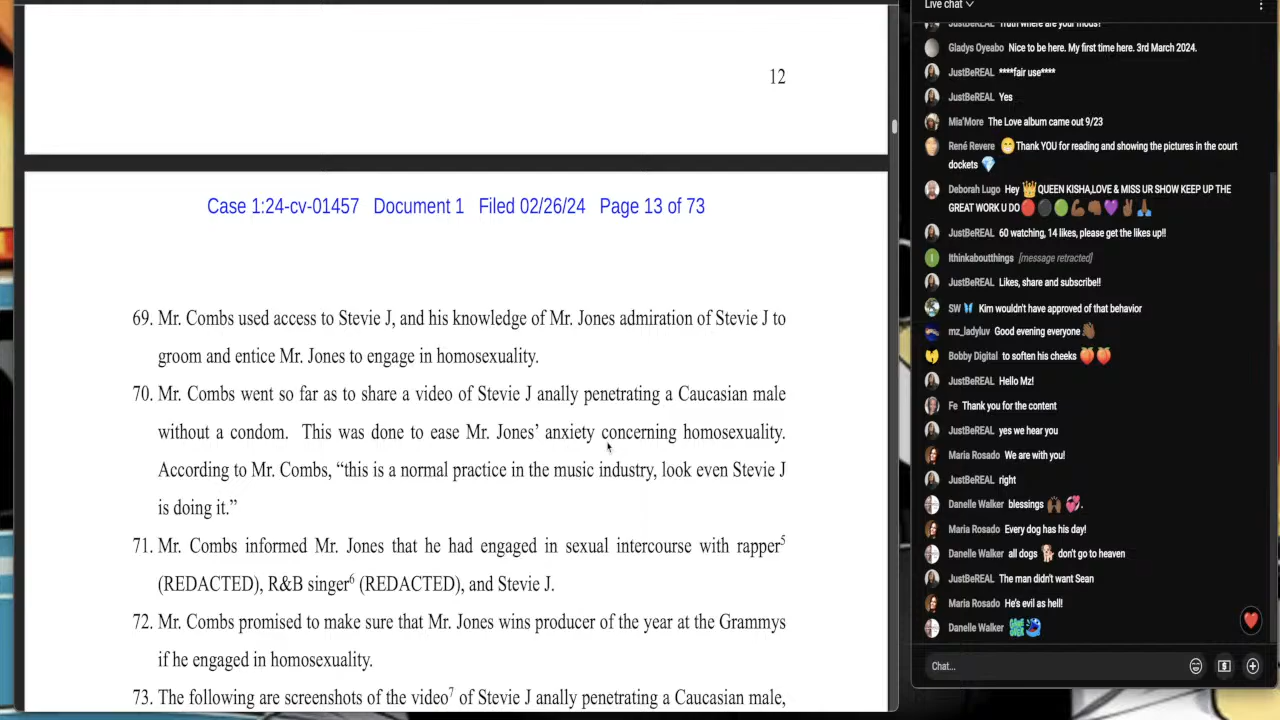 12
Case 1:24-cv-01457 Document 1 Filed 02/26/24 Page 13 of 73
69. Mr. Combs used access to Stevie J, and his knowledge of Mr. Jones admiration of Stevie J to
groom and entice Mr. Jones to engage in homosexuality.
70. Mr. Combs went so far as to share a video of Stevie J anally penetrating a Caucasian male
without a condom. This was done to ease Mr. Jones’ anxiety concerning homosexuality.
According to Mr. Combs, “this is a normal practice in the music industry, look even Stevie J
is doing it.”
71. Mr. Combs informed Mr. Jones that he had engaged in sexual intercourse with rapper⁵
(REDACTED), R&B singer⁶ (REDACTED), and Stevie J.
72. Mr. Combs promised to make sure that Mr. Jones wins producer of the year at the Grammys
if he engaged in homosexuality.
73. The following are screenshots of the video⁷ of Stevie J anally penetrating a Caucasian male,
Live chat
JustBeREAL Truth where are your mods?
Gladys Oyeabo Nice to be here. My first time here. 3rd March 2024.
JustBeREAL ****fair use****
JustBeREAL Yes
Mia'More The Love album came out 9/23
René Revere 😁Thank YOU for reading and showing the pictures in the court
dockets 💎
Deborah Lugo Hey 👑QUEEN KISHA,LOVE & MISS UR SHOW KEEP UP THE
GREAT WORK U DO🔴⚫🟢💪🏾👊🏾💜✌🏾🙏🏾
JustBeREAL 60 watching, 14 likes, please get the likes up!!
Ithinkaboutthings [message retracted]
JustBeREAL Likes, share and subscribe!!
SW 🦋 Kim wouldn't have approved of that behavior
mz_ladyluv Good evening everyone👋🏾
Bobby Digital to soften his cheeks 🍑🍑
JustBeREAL Hello Mz!
Fe Thank you for the content
JustBeREAL yes we hear you
Maria Rosado We are with you!
JustBeREAL right
Danelle Walker blessings 🙌🏾 💞.
Maria Rosado Every dog has his day!
Danelle Walker all dogs 🐕 don't go to heaven
JustBeREAL The man didn't want Sean
Maria Rosado He's evil as hell!
Danelle Walker GAME OVER
Chat...